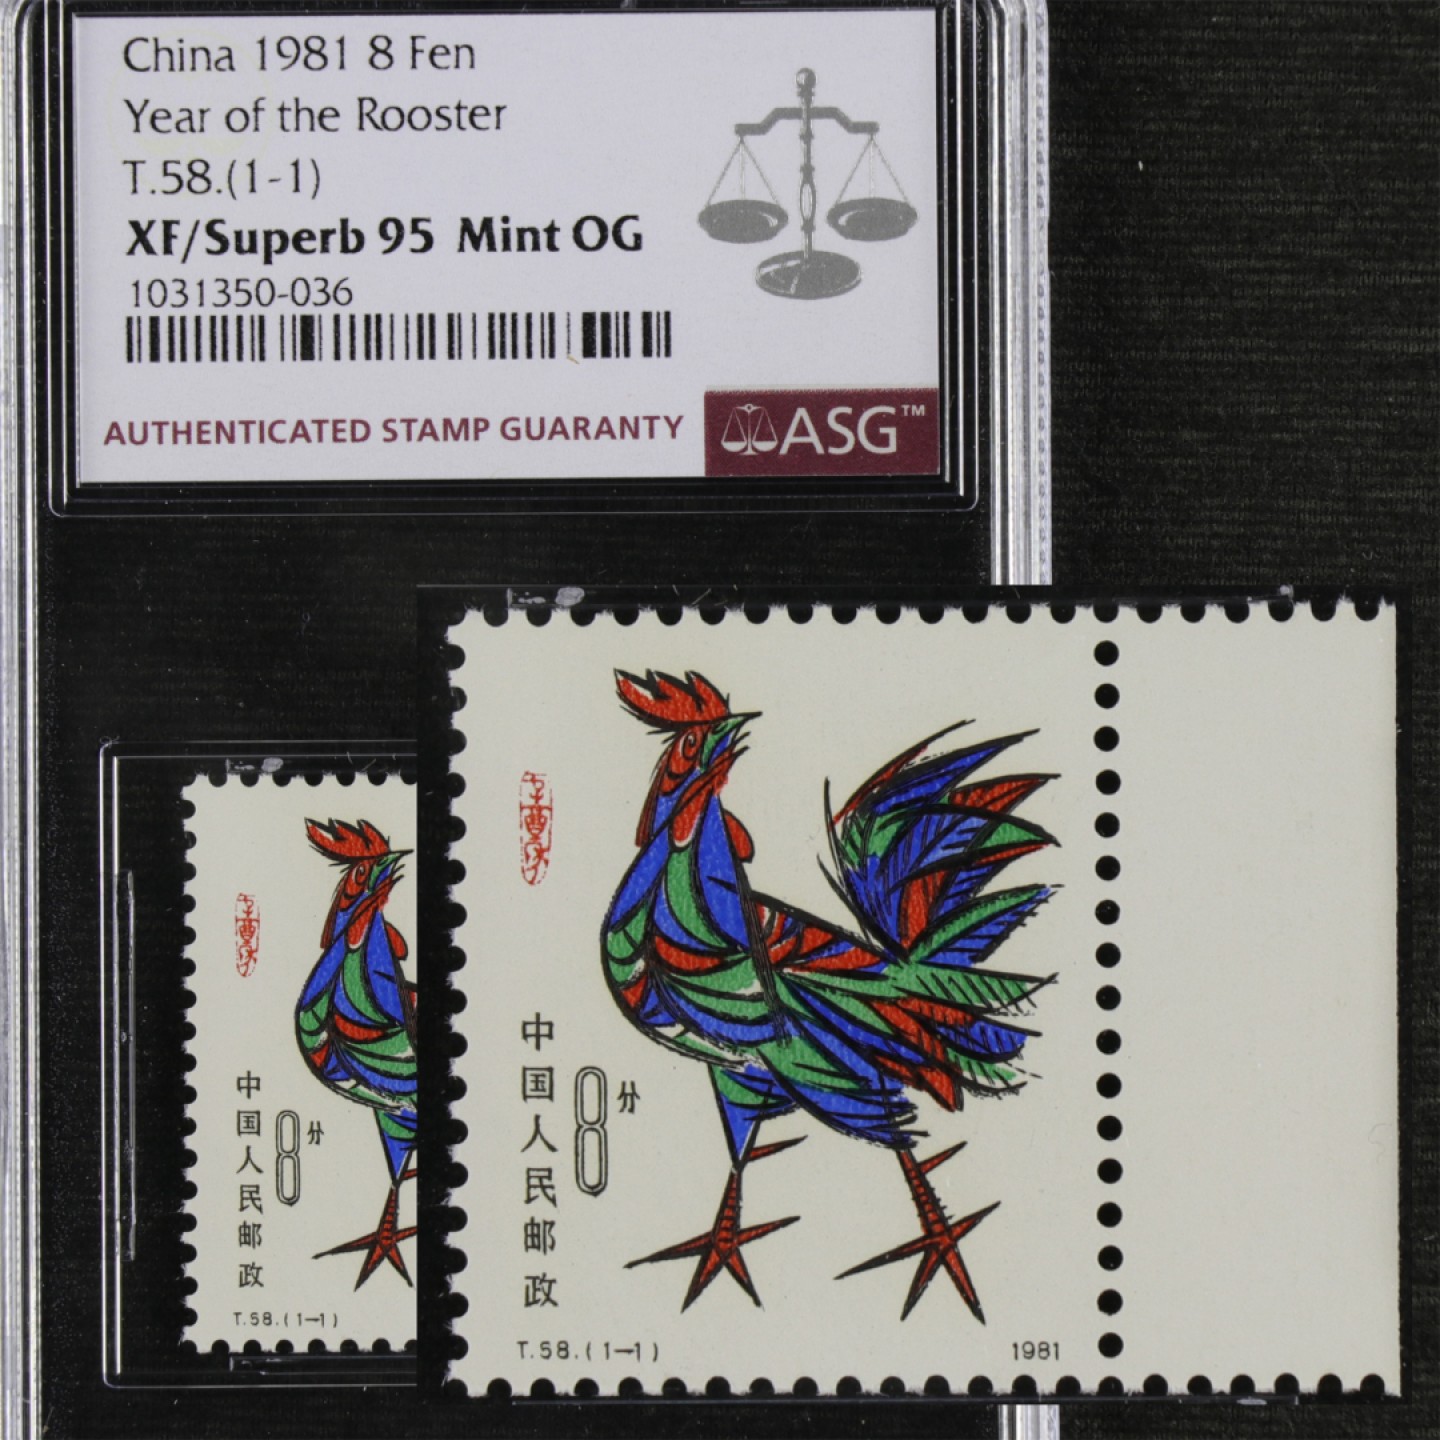 China 1981 8 Fen
Year of the Rooster
T.58.(1-1)
XF/Superb 95 Mint OG
1031350-036
AUTHENTICATED STAMP GUARANTY
ASG™
中国人民邮政
8分
T.58.(1-1)
中国人民邮政
8分
T.58.(1-1)
1981